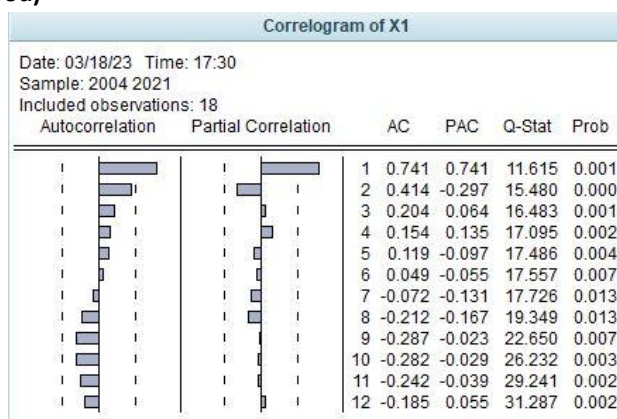 Correlogram of X1
Date: 03/18/23 Time: 17:30
Sample: 2004 2021
Included observations: 18
Autocorrelation Partial Correlation AC PAC Q-Stat Prob
1 0.741 0.741 11.615 0.001
2 0.414 -0.297 15.480 0.000
3 0.204 0.064 16.483 0.001
4 0.154 0.135 17.095 0.002
5 0.119 -0.097 17.486 0.004
6 0.049 -0.055 17.557 0.007
7 -0.072 -0.131 17.726 0.013
8 -0.212 -0.167 19.349 0.013
9 -0.287 -0.023 22.650 0.007
10 -0.282 -0.029 26.232 0.003
11 -0.242 -0.039 29.241 0.002
12 -0.185 0.055 31.287 0.002